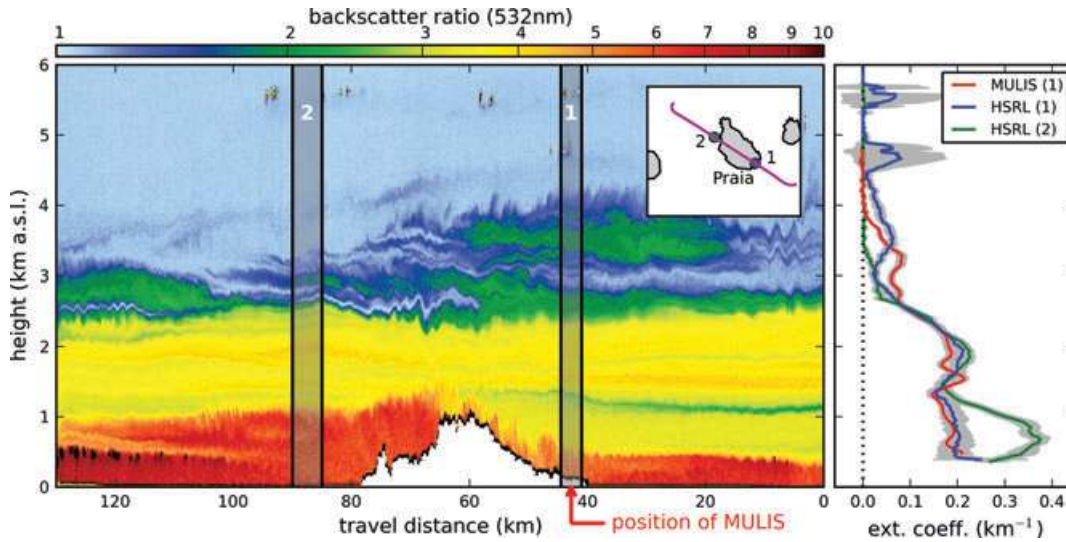 backscatter ratio (532nm)
1 2 3 4 5 6 7 8 9 10
6
5
4
3
2
1
0
height (km a.s.l.)
2
1
2
1
Praia
120 100 80 60 40 20 0
travel distance (km)
position of MULIS
MULIS (1)
HSRL (1)
HSRL (2)
0.0 0.1 0.2 0.3 0.4
ext. coeff. (km⁻¹)